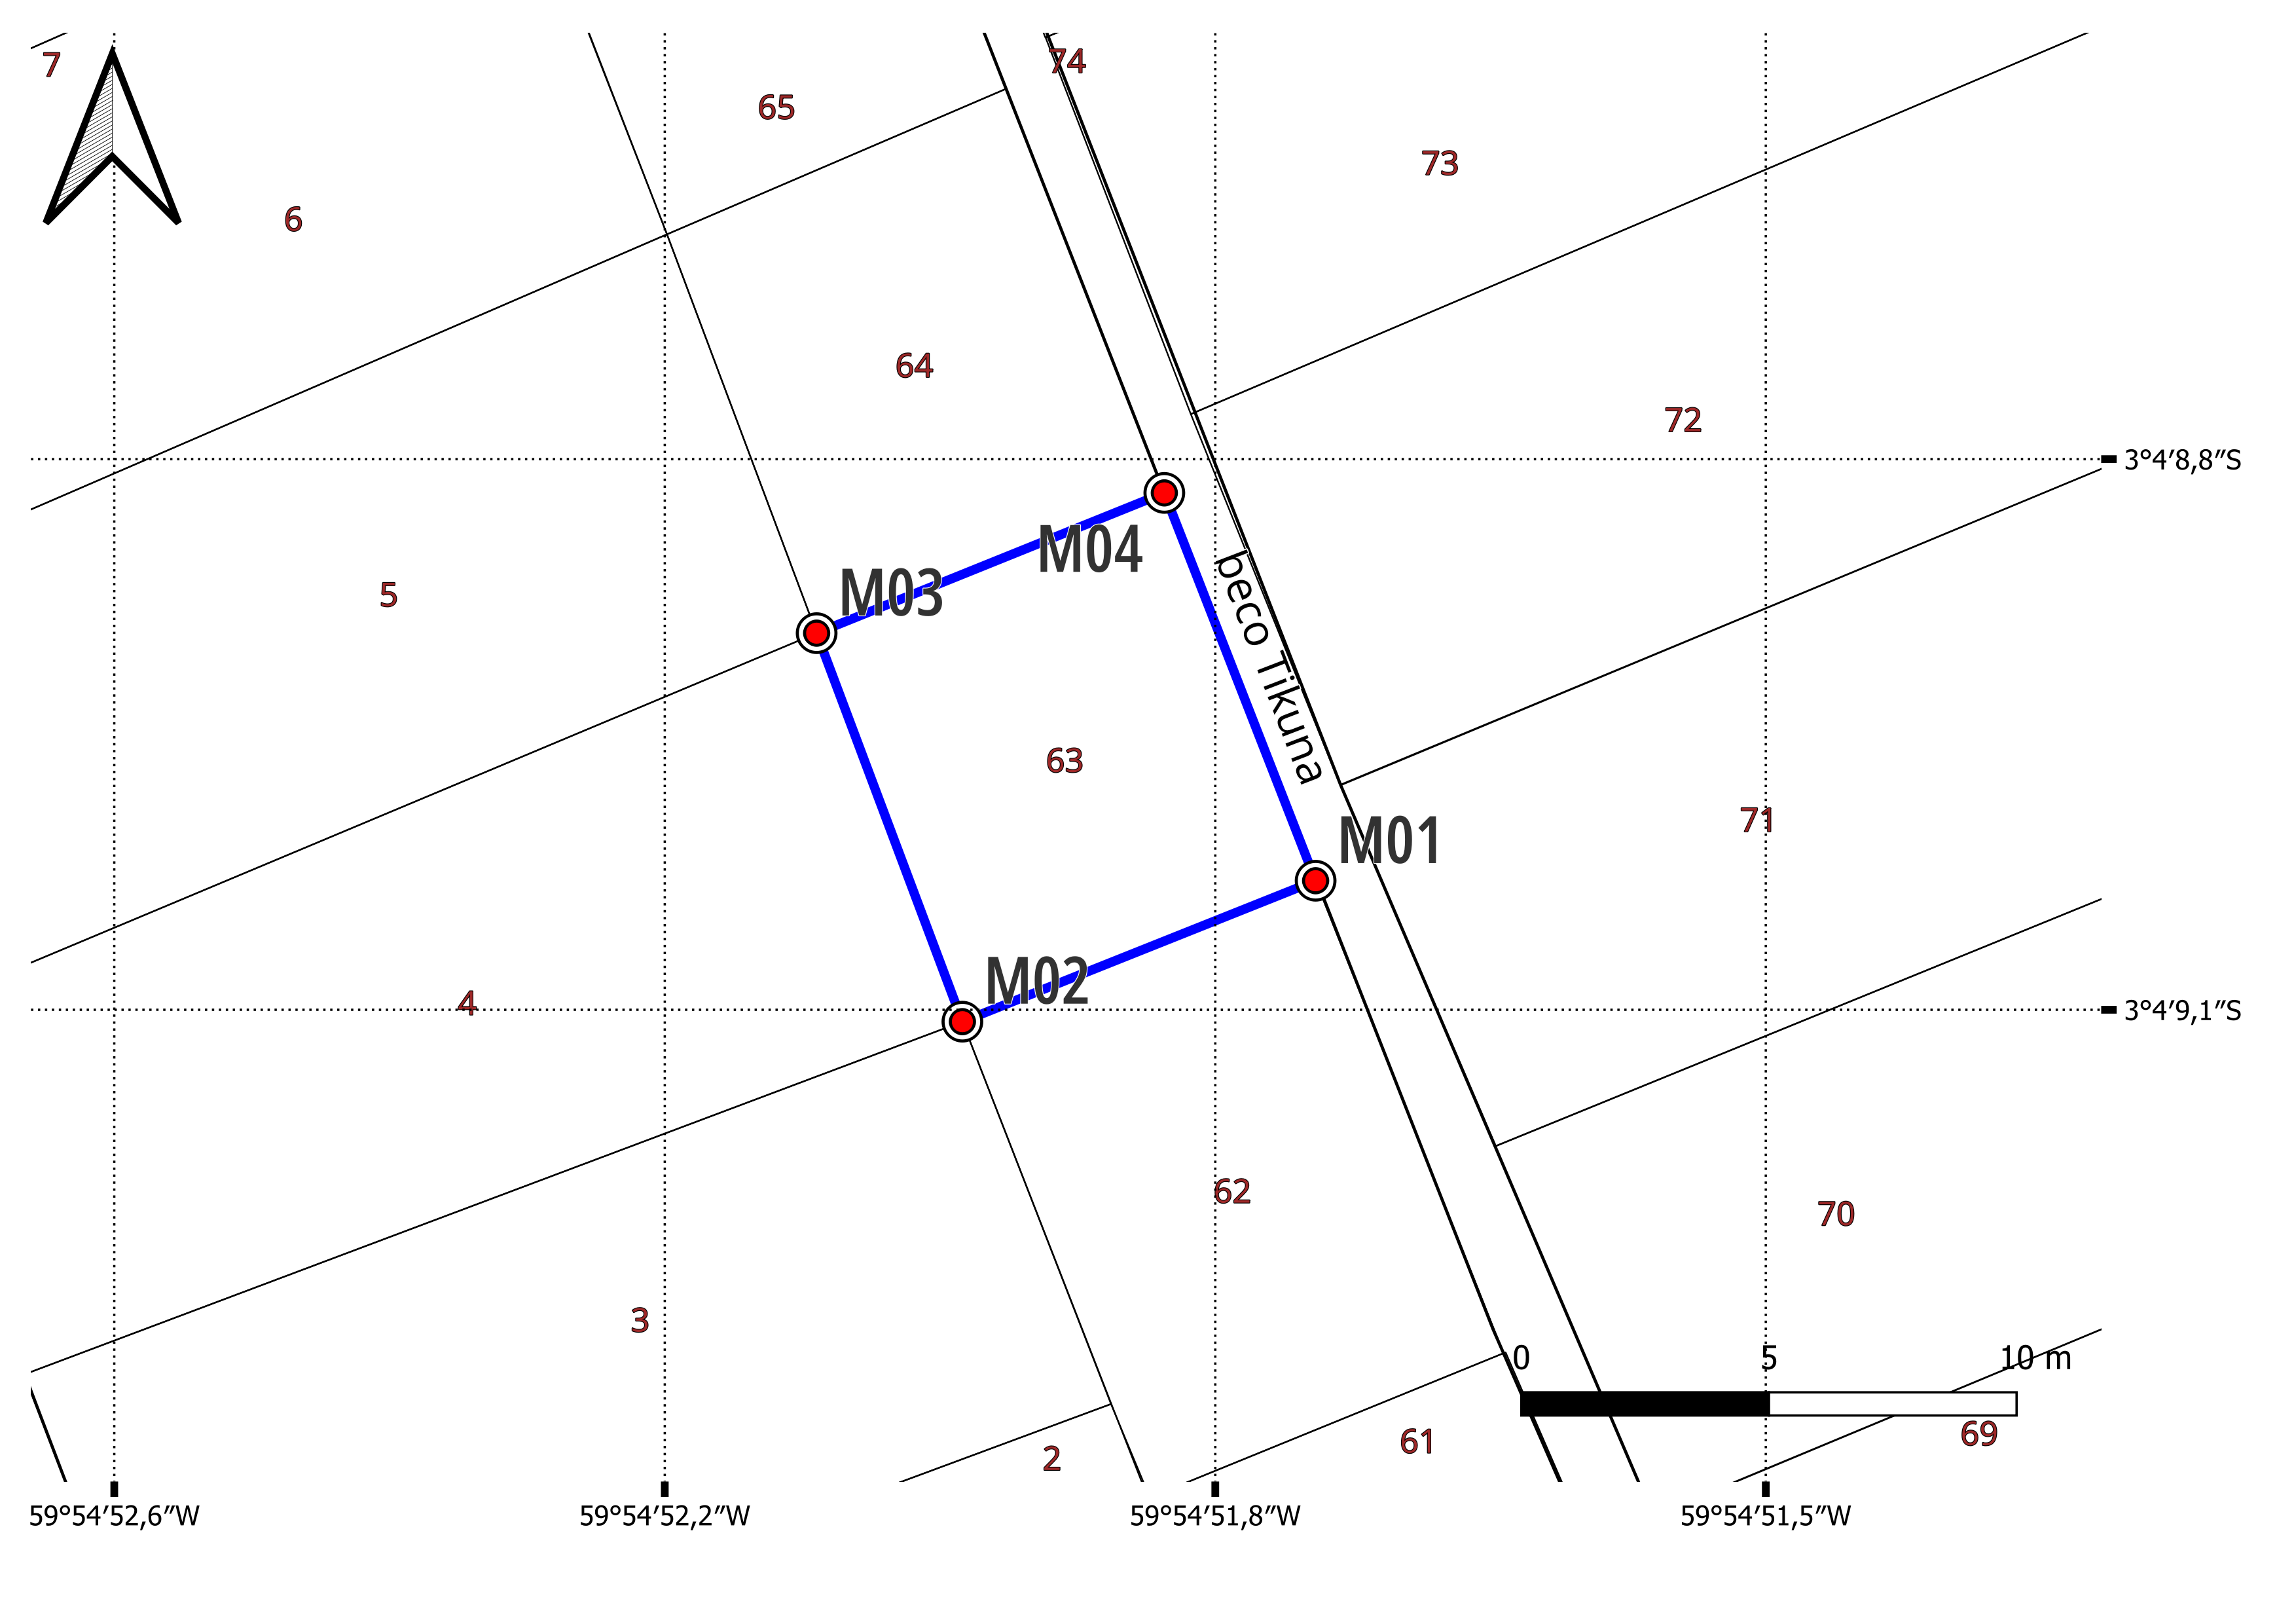 7
74
65
73
6
64
72
3°4′8,8″S
M04
M03
5
beco Tikuna
63
71
M01
M02
4
3°4′9,1″S
62
70
3
0 5 10 m
2
61
69
59°54′52,6″W
59°54′52,2″W
59°54′51,8″W
59°54′51,5″W